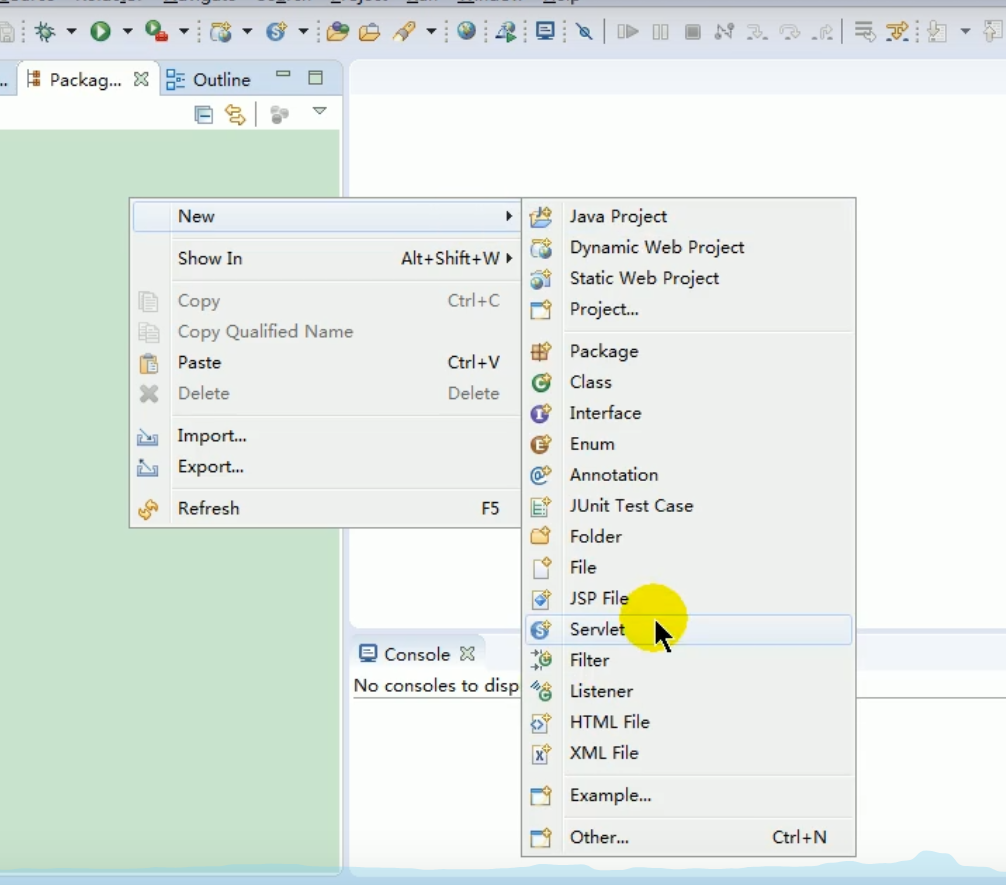 Packag...
Outline
New
Show In Alt+Shift+W
Copy Ctrl+C
Copy Qualified Name
Paste Ctrl+V
Delete Delete
Import...
Export...
Refresh F5
Java Project
Dynamic Web Project
Static Web Project
Project...
Package
Class
Interface
Enum
Annotation
JUnit Test Case
Folder
File
JSP File
Servlet
Filter
Listener
HTML File
XML File
Example...
Other... Ctrl+N
Console
No consoles to disp